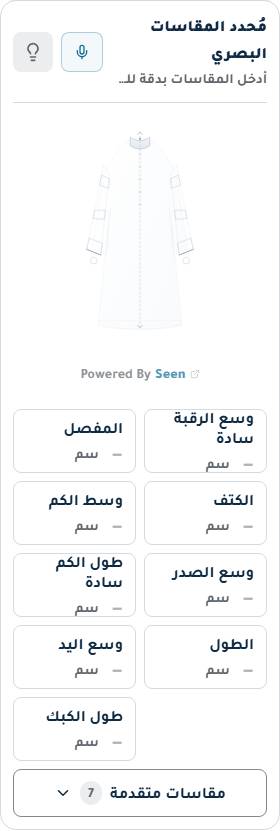 مُحدد المقاسات
البصري
أدخل المقاسات بدقة للـ...
Powered By Seen
وسع الرقبة
سادة
— سم
المفصل
— سم
الكتف
— سم
وسط الكم
— سم
وسع الصدر
— سم
طول الكم
سادة
— سم
الطول
— سم
وسع اليد
— سم
طول الكبك
— سم
مقاسات متقدمة 7